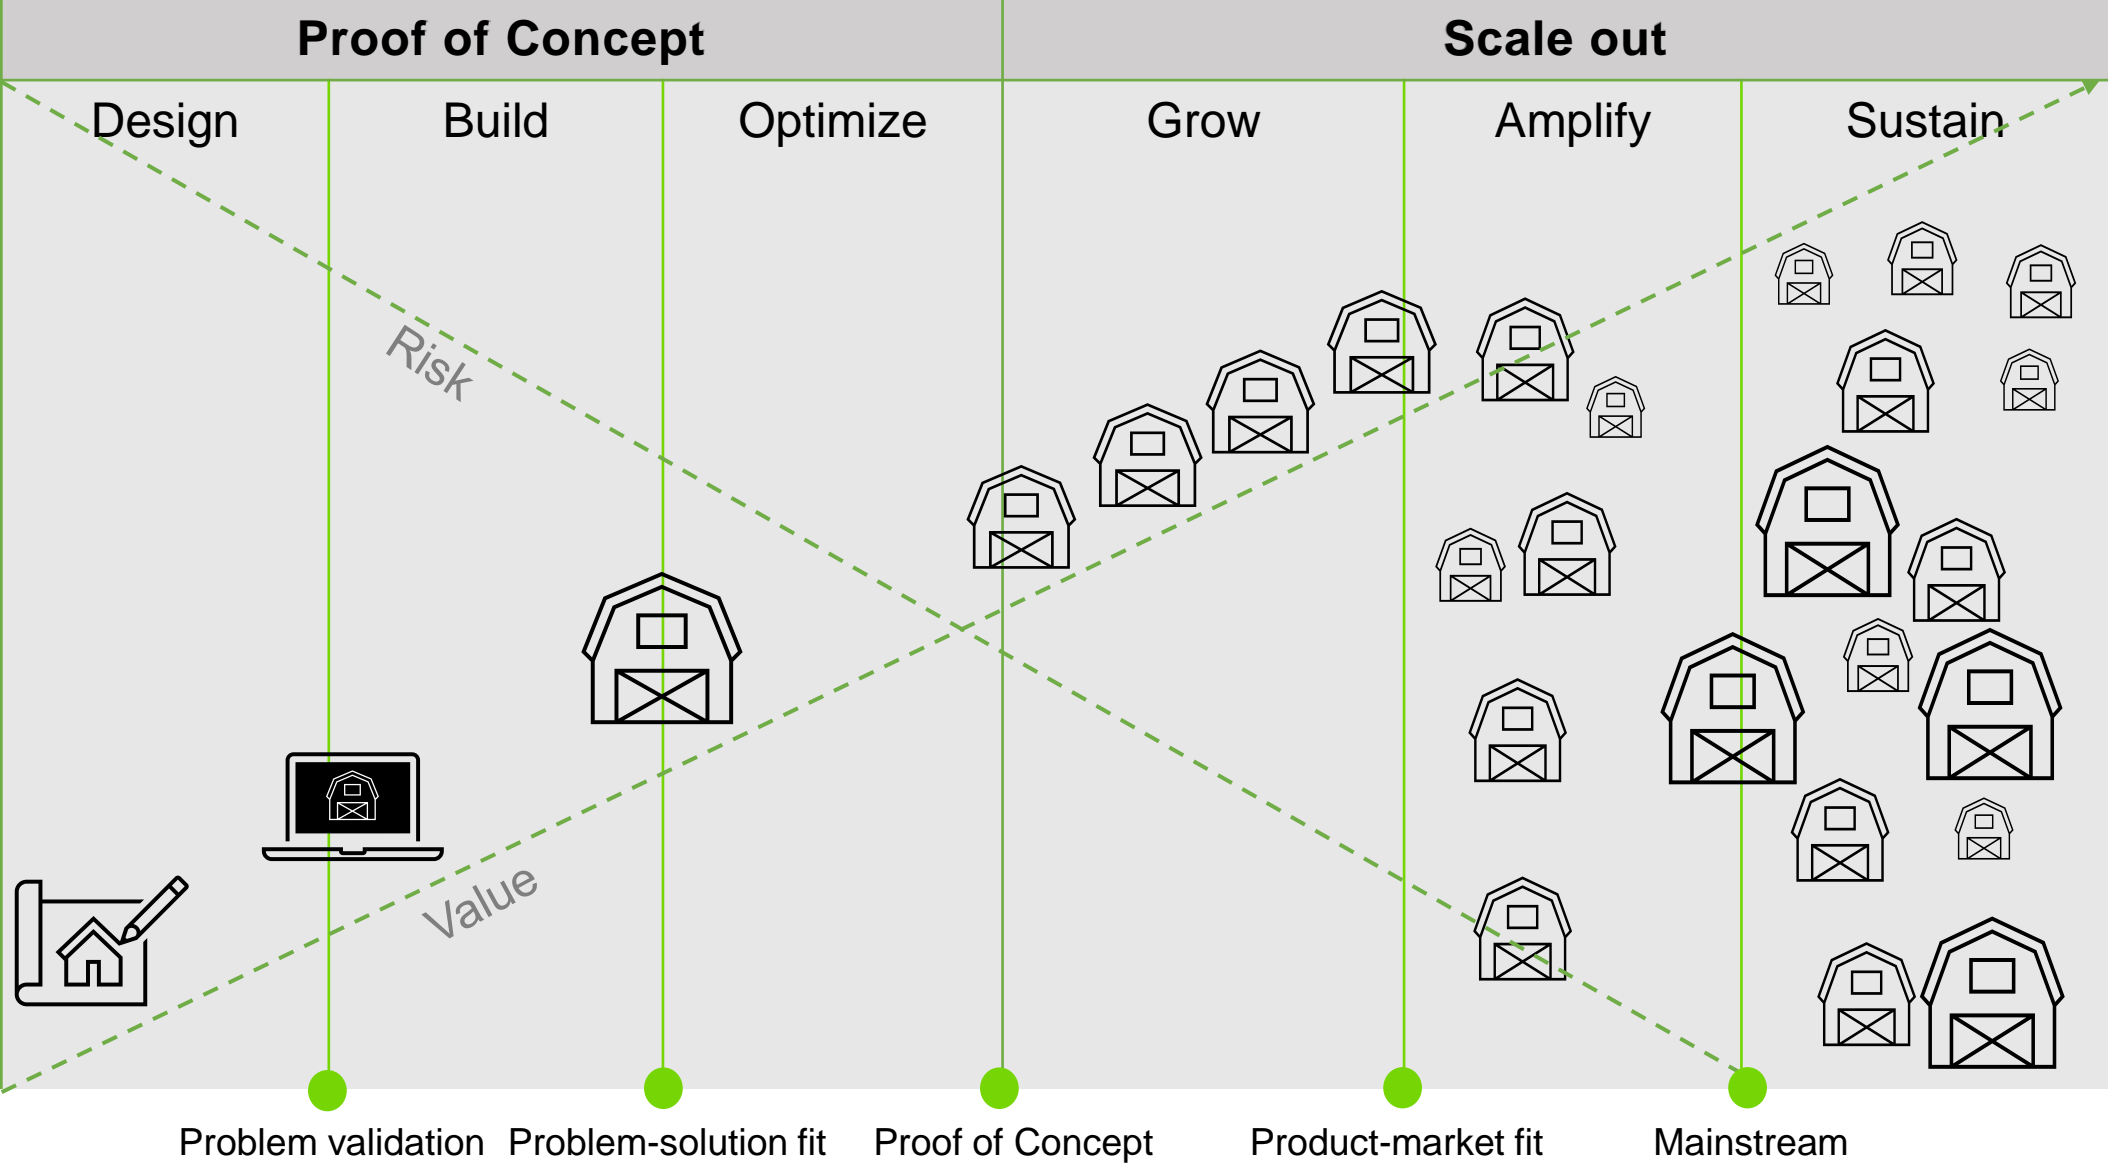 Proof of Concept
Scale out
Design
Build
Optimize
Grow
Amplify
Sustain
Risk
Value
Problem validation
Problem-solution fit
Proof of Concept
Product-market fit
Mainstream